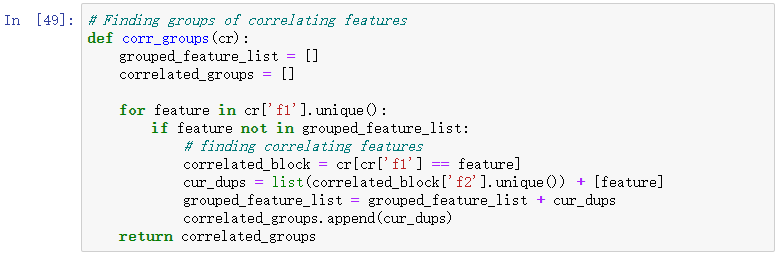 In [49]: # Finding groups of correlating features
def corr_groups(cr):
    grouped_feature_list = []
    correlated_groups = []

    for feature in cr['f1'].unique():
        if feature not in grouped_feature_list:
            # finding correlating features
            correlated_block = cr[cr['f1'] == feature]
            cur_dups = list(correlated_block['f2'].unique()) + [feature]
            grouped_feature_list = grouped_feature_list + cur_dups
            correlated_groups.append(cur_dups)
    return correlated_groups